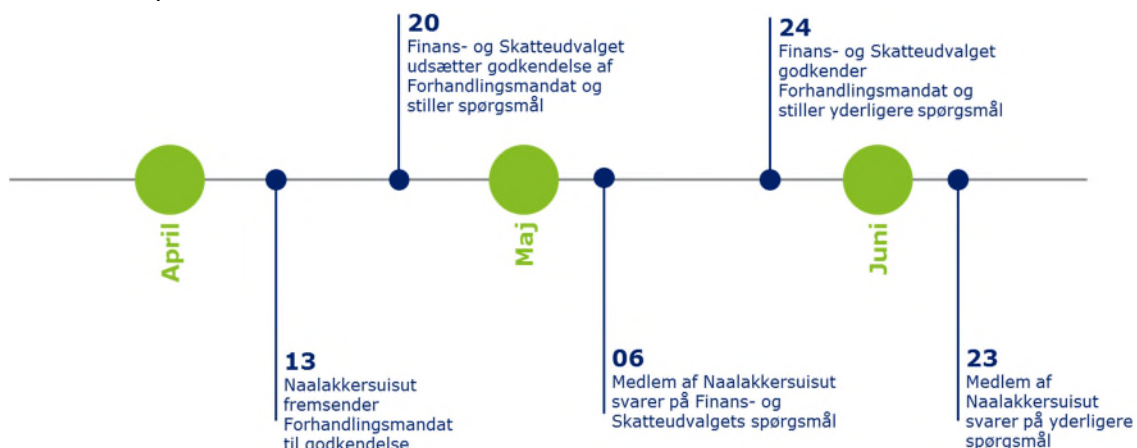 20
Finans- og Skatteudvalget
udsætter godkendelse af
Forhandlingsmandat og
stiller spørgsmål
24
Finans- og Skatteudvalget
godkender
Forhandlingsmandat og
stiller yderligere spørgsmål
April
Maj
Juni
13
Naalakkersuisut
fremsender
Forhandlingsmandat
til godkendelse
06
Medlem af Naalakkersuisut
svarer på Finans- og
Skatteudvalgets spørgsmål
23
Medlem af
Naalakkersuisut
svarer på yderligere
spørgsmål